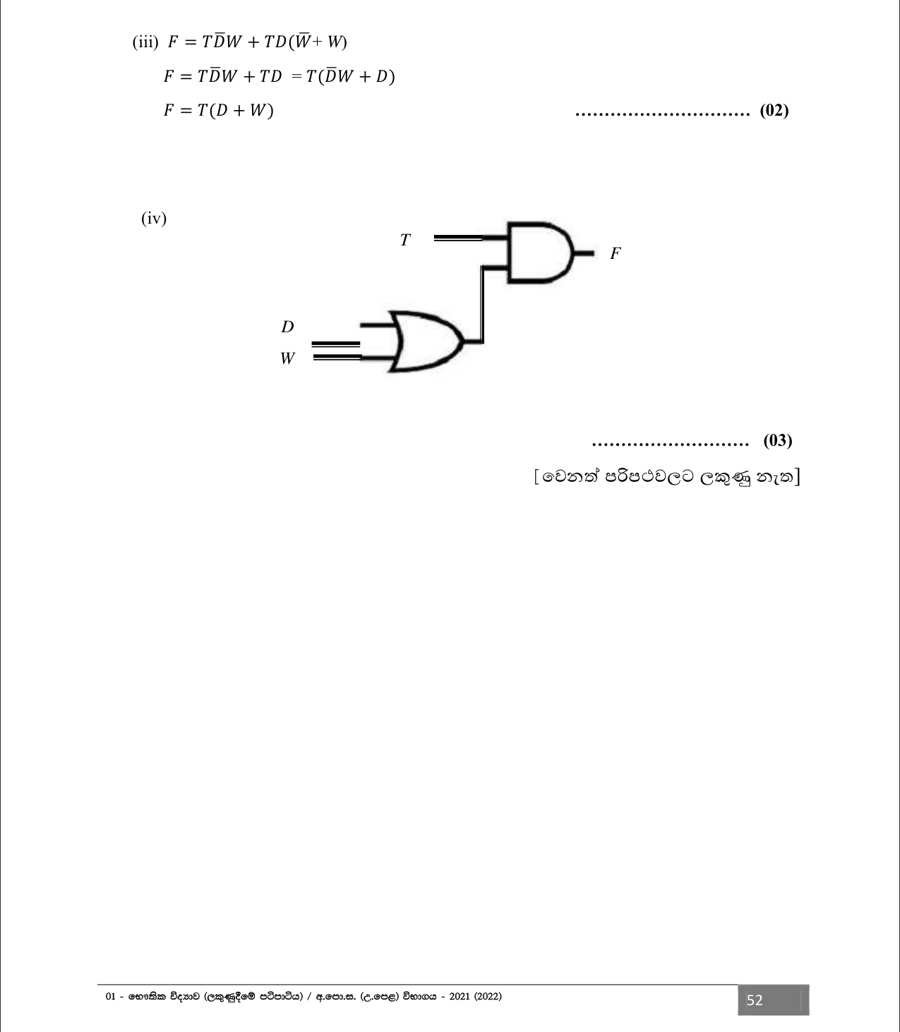 (iii) F = TD̅W + TD(W̅+ W)
F = TD̅W + TD = T(D̅W + D)
F = T(D + W) .............................. (02)
(iv)
T
F
D
W
........................... (03)
[වෙනත් පරිපථවලට ලකුණු නැත]
01 - භෞතික විද්‍යාව (ලකුණුදීමේ පටිපාටිය) / අ.පො.ස. (උ.පෙළ) විභාගය - 2021 (2022)
52